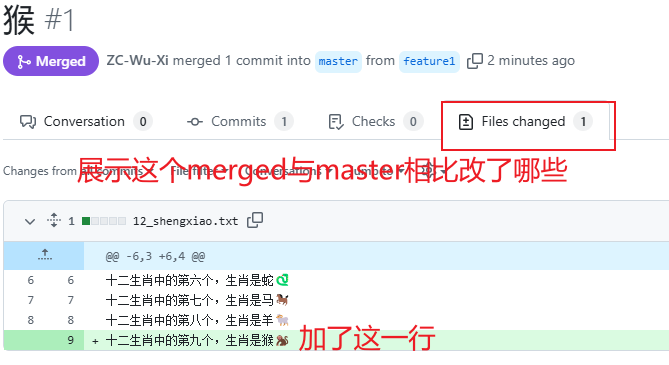 猴 #1
Merged ZC-Wu-Xi merged 1 commit into master from feature1 2 minutes ago
Conversation 0 Commits 1 Checks 0 Files changed 1
Changes from all commits
展示这个merged与master相比改了哪些
1 12_shengxiao.txt
@@ -6,3 +6,4 @@
6 6 十二生肖中的第六个，生肖是蛇🐍
7 7 十二生肖中的第七个，生肖是马🐎
8 8 十二生肖中的第八个，生肖是羊🐑
9 + 十二生肖中的第九个，生肖是猴🐒
加了这一行